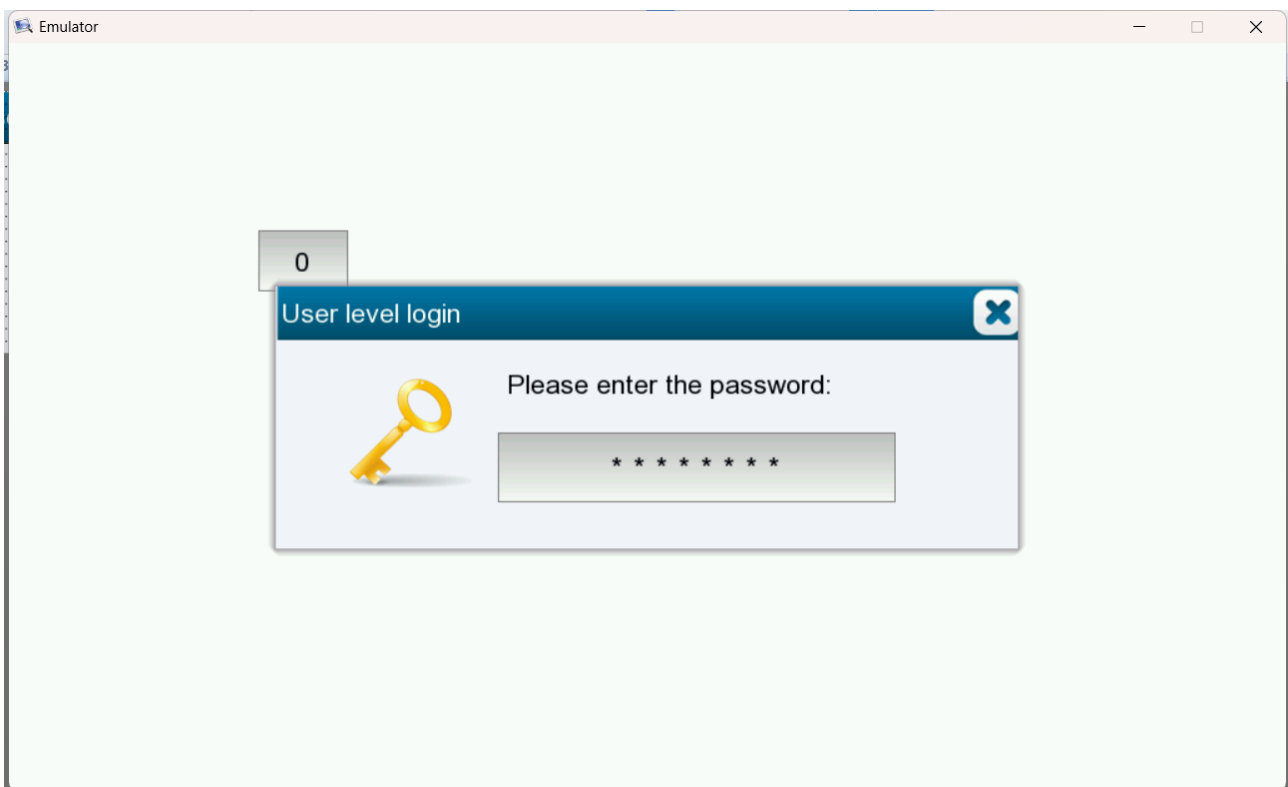 Emulator
0
User level login
Please enter the password:
* * * * * * * *